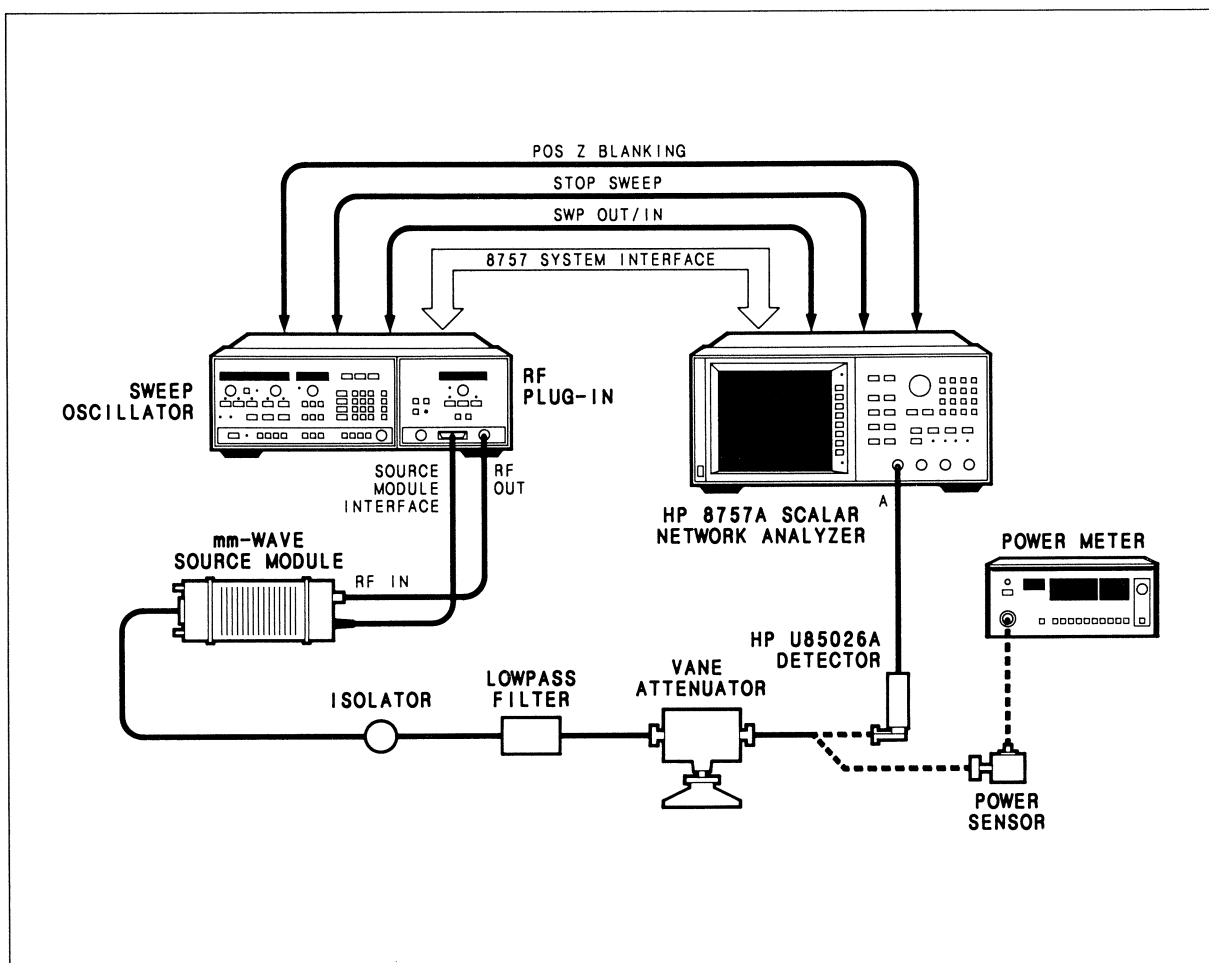 POS Z BLANKING
STOP SWEEP
SWP OUT/IN
8757 SYSTEM INTERFACE
SWEEP
OSCILLATOR
RF
PLUG-IN
SOURCE
MODULE
INTERFACE
RF
OUT
A
HP 8757A SCALAR
NETWORK ANALYZER
POWER METER
mm-WAVE
SOURCE MODULE
RF IN
HP U85026A
DETECTOR
ISOLATOR
LOWPASS
FILTER
VANE
ATTENUATOR
POWER
SENSOR